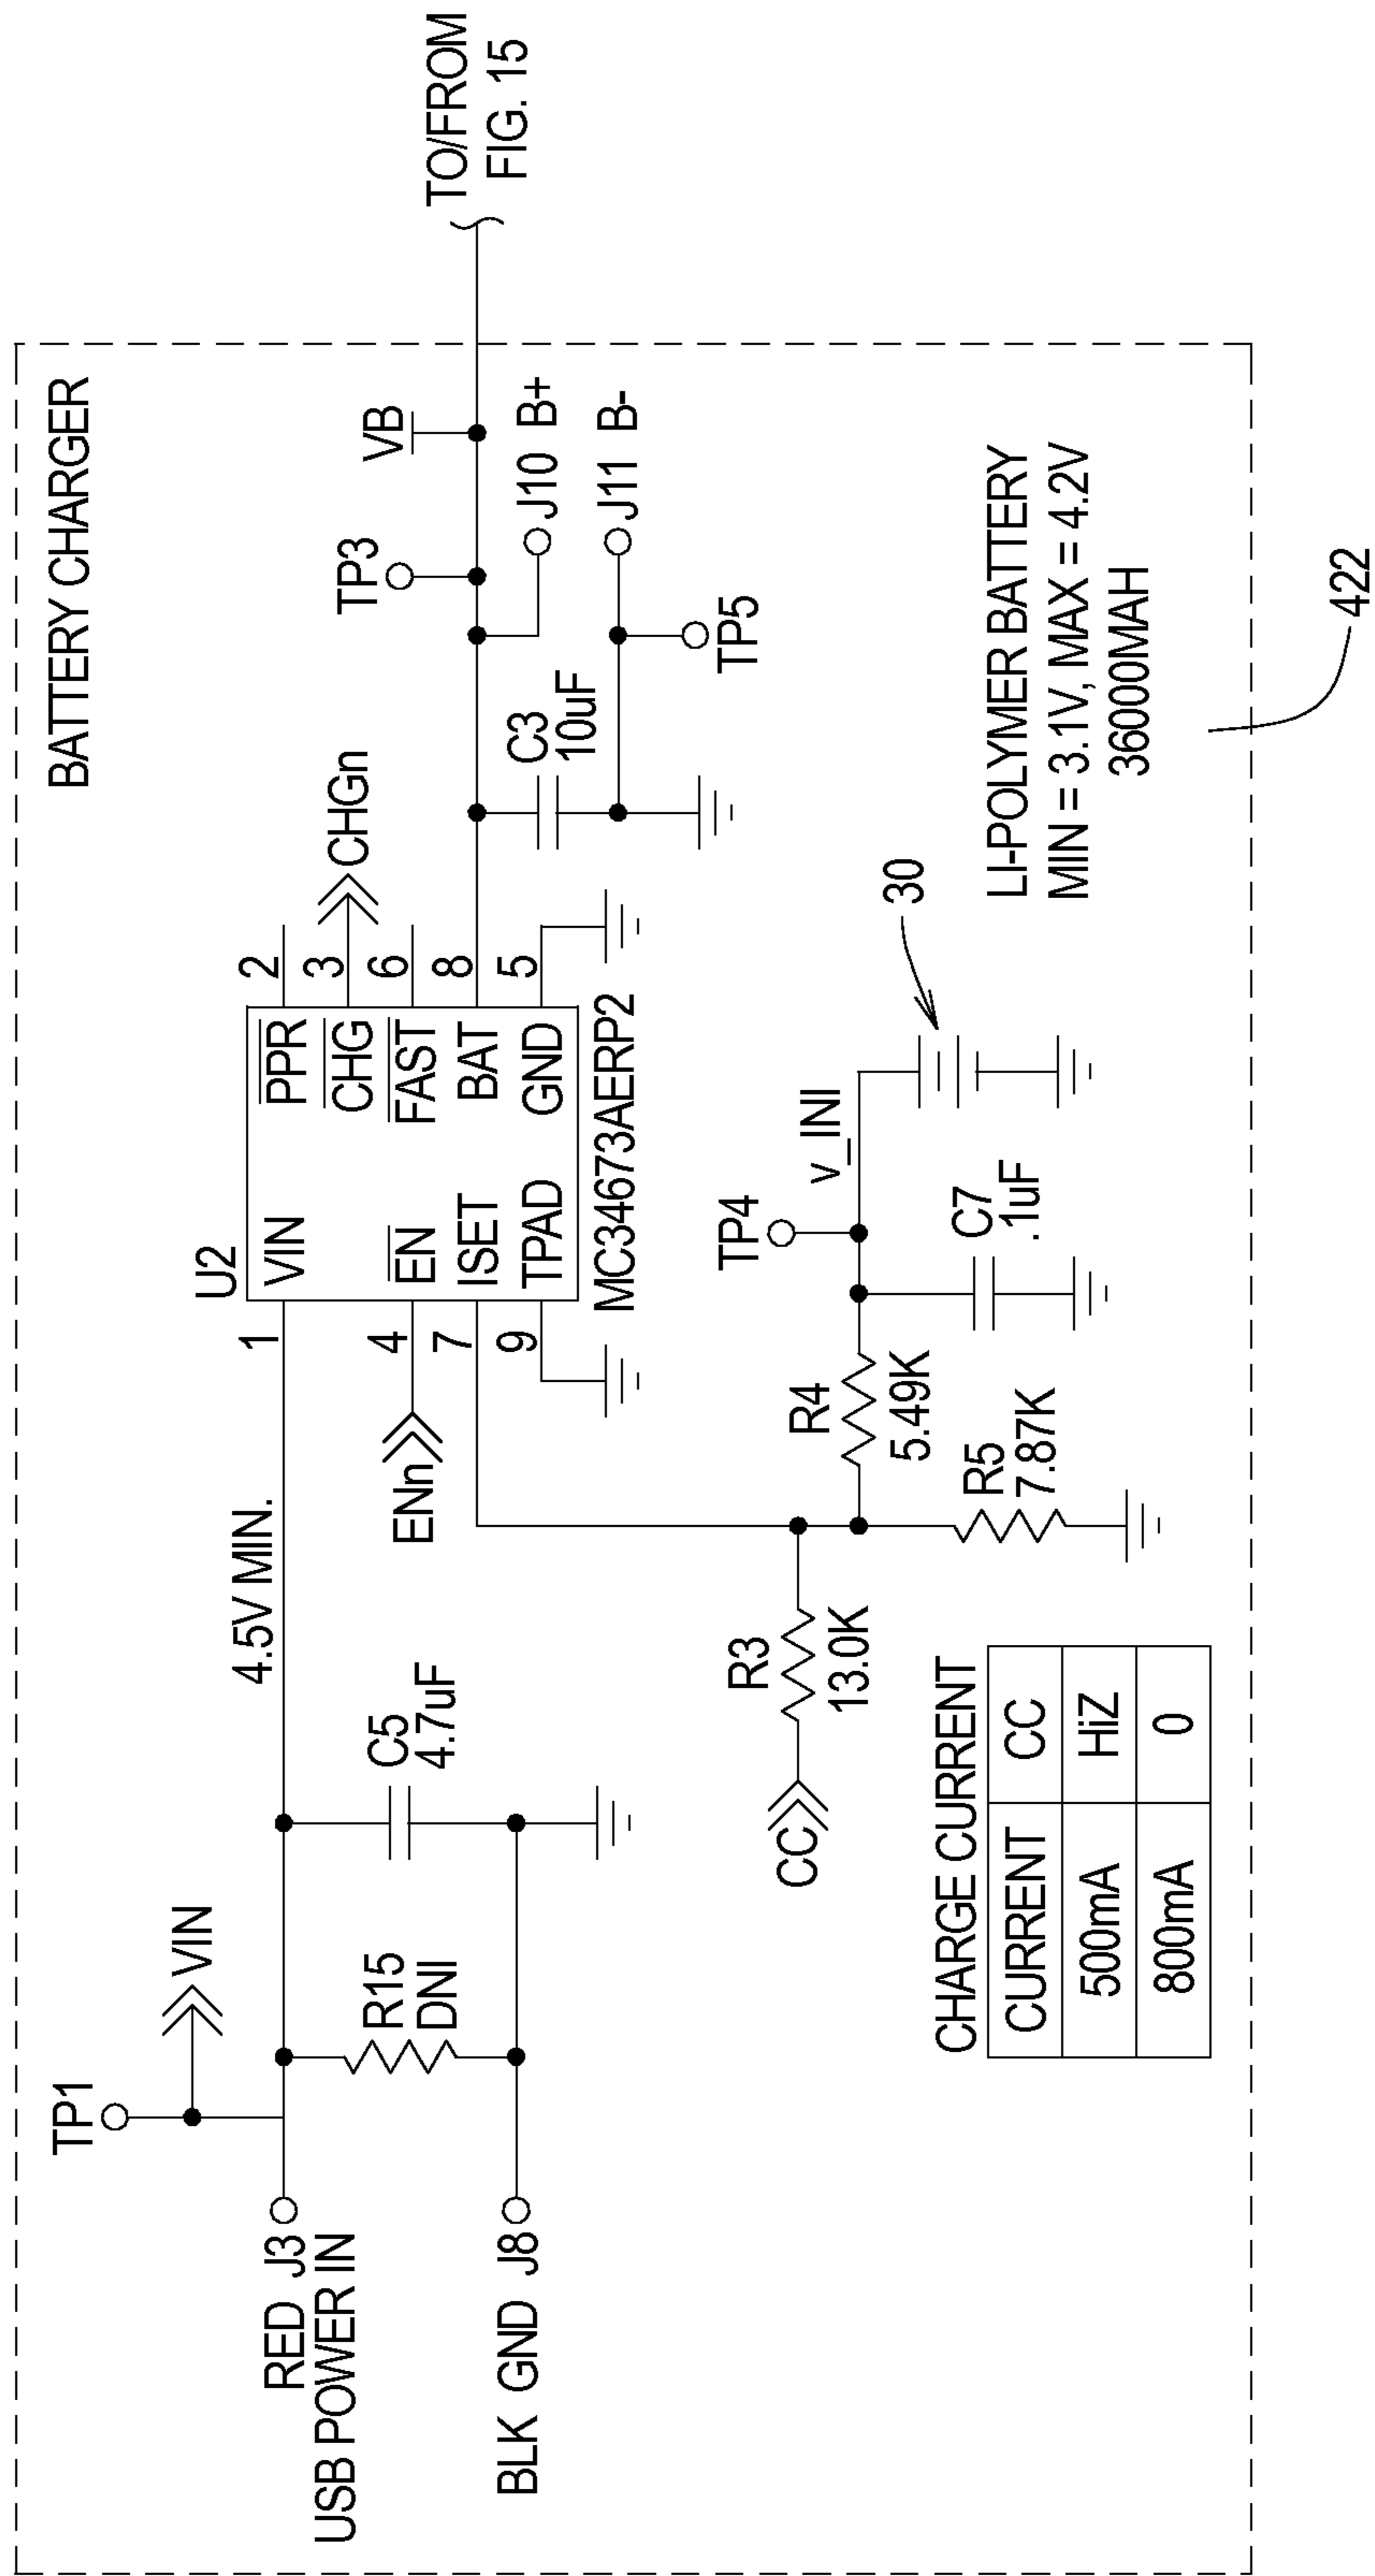 BATTERY CHARGER
TP1
VIN
RED J3
USB POWER IN
BLK GND J8
R15
DNI
C5
4.7uF
4.5V MIN.
ENn
U2
1
4
7
9
VIN
EN
ISET
TPAD
PPR
CHG
FAST
BAT
GND
2
3
6
8
5
MC34673AERP2
CHGn
C3
10uF
TP3
VB
J10 B+
J11 B-
TP5
TO/FROM
FIG. 15
CC
R3
13.0K
R4
5.49K
R5
7.87K
TP4
v_INI
C7
.1uF
30
LI-POLYMER BATTERY
MIN = 3.1V, MAX = 4.2V
36000MAH
CHARGE CURRENT
CURRENT CC
500mA HiZ
800mA 0
422